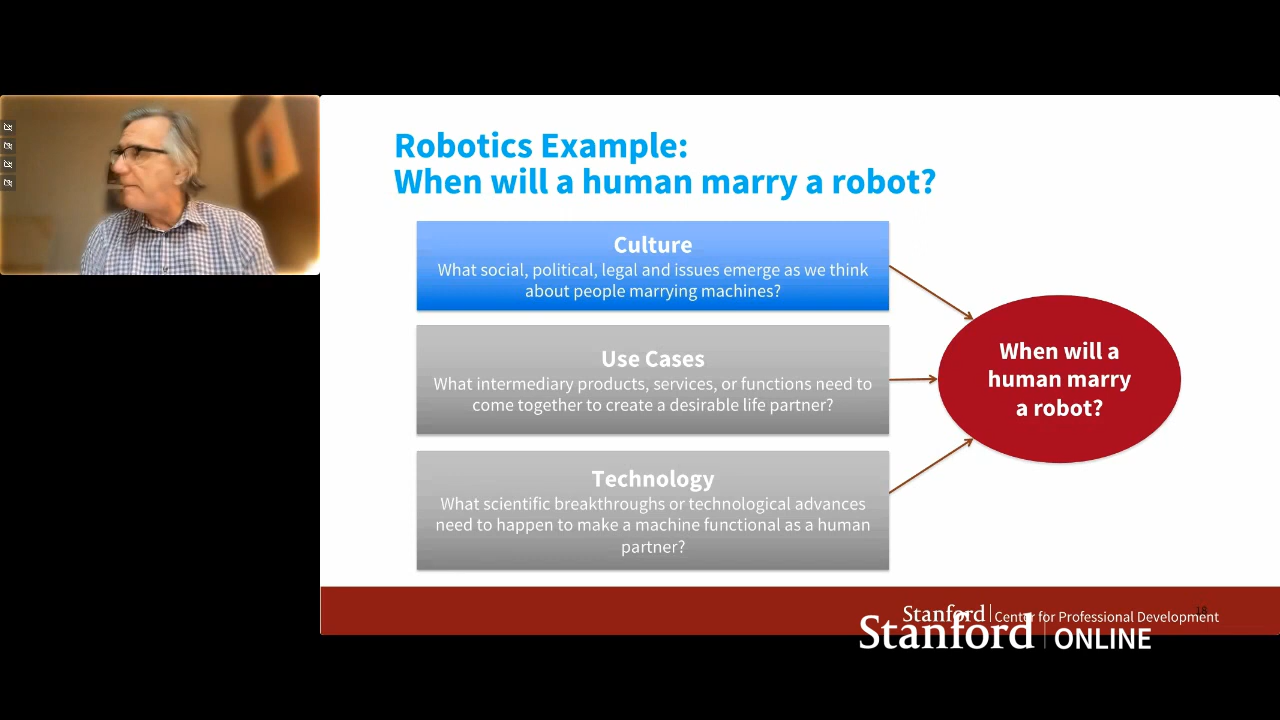 Robotics Example:
When will a human marry a robot?
Culture
What social, political, legal and issues emerge as we think
about people marrying machines?
Use Cases
What intermediary products, services, or functions need to
come together to create a desirable life partner?
Technology
What scientific breakthroughs or technological advances
need to happen to make a machine functional as a human
partner?
When will a
human marry
a robot?
18
Stanford Center for Professional Development
Stanford ONLINE